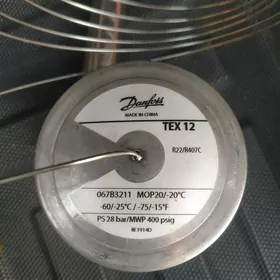 Danfoss
MADE IN CHINA
TEX 12
R22/R407C
067B3211 MOP20/-20°C
-60/-25°C / -75/-15°F
PS 28 bar/MWP 400 psig
BE1914D